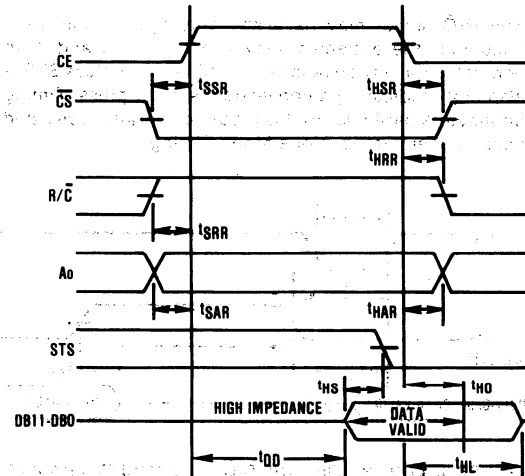 CE
tSSR
tHSR
CS
tHRR
R/C
tSRR
Ao
tSAR
tHAR
STS
tHS
tHO
DB11-DB0
HIGH IMPEDANCE
DATA
VALID
tDD
tHL